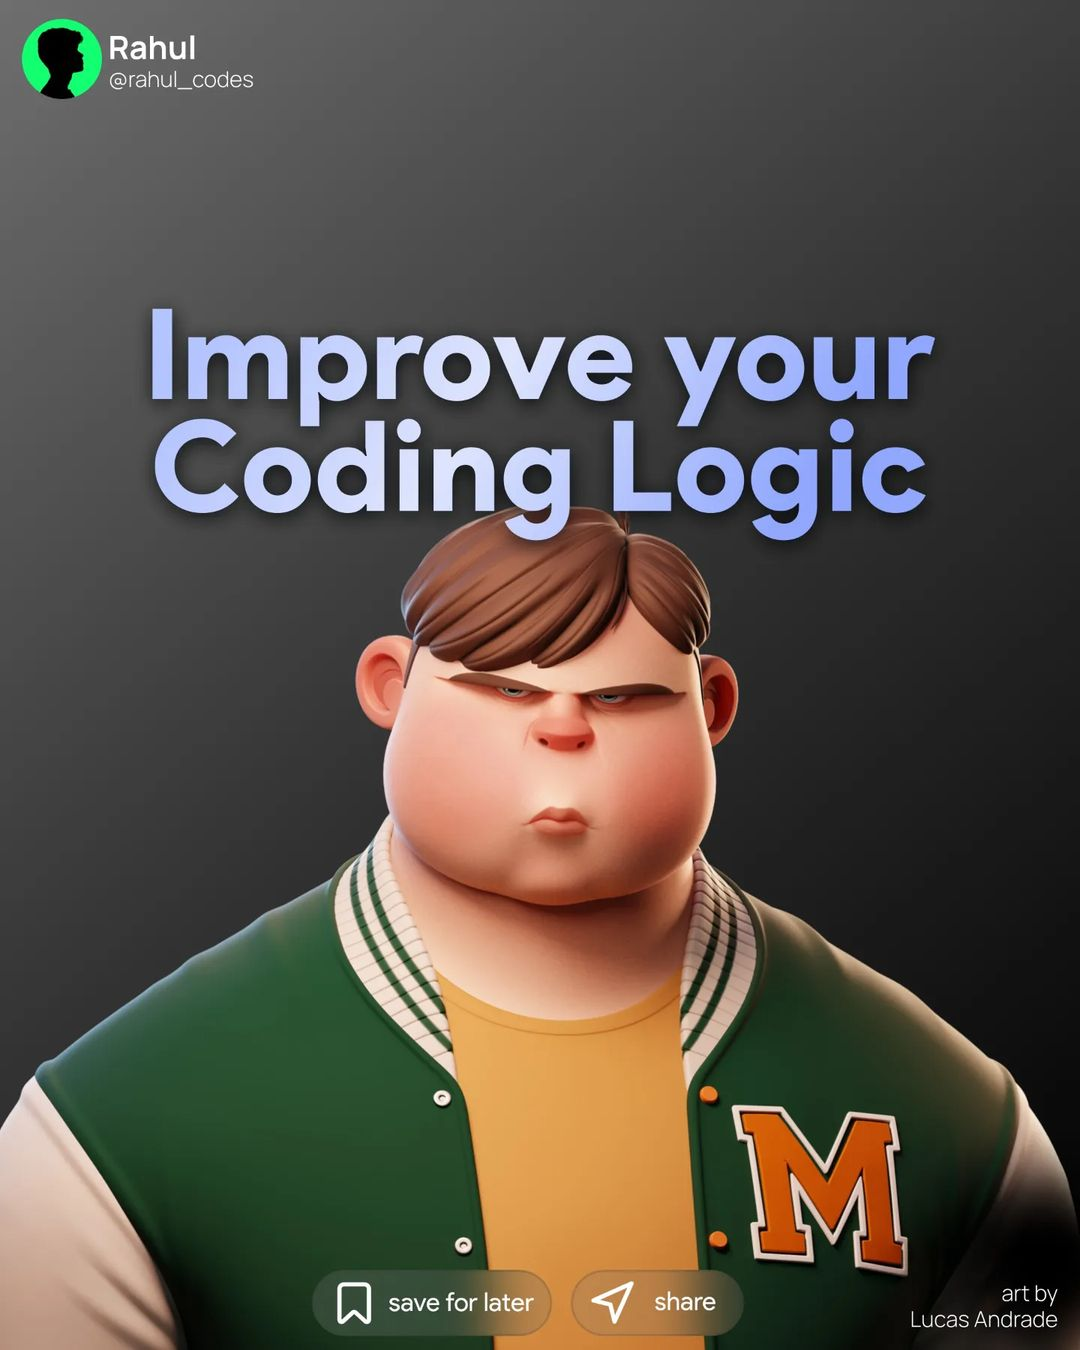 Rahul
@rahul_codes
Improve your
Coding Logic
M
save for later
share
art by
Lucas Andrade